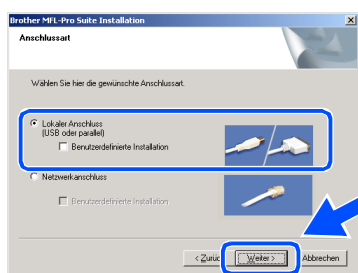 Brother MFL-Pro Suite Installation
Anschlussart
Wählen Sie hier die gewünschte Anschlussart.
Lokaler Anschluss
(USB oder parallel)
Benutzerdefinierte Installation
Netzwerkanschluss
Benutzerdefinierte Installation
< Zurüc Weiter > Abbrechen